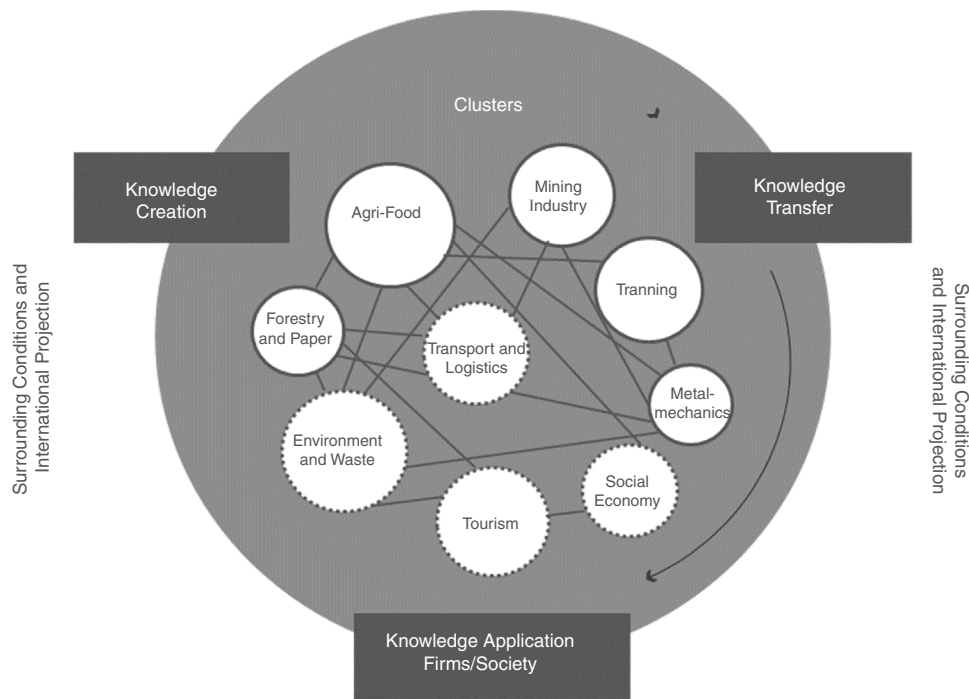 Clusters
Knowledge
Creation
Knowledge
Transfer
Mining
Industry
Agri-Food
Tranning
Forestry
and Paper
Transport and
Logistics
Metal-
mechanics
Environment
and Waste
Social
Economy
Tourism
Knowledge Application
Firms/Society
Surrounding Conditions and
International Projection
Surrounding Conditions
and International Projection